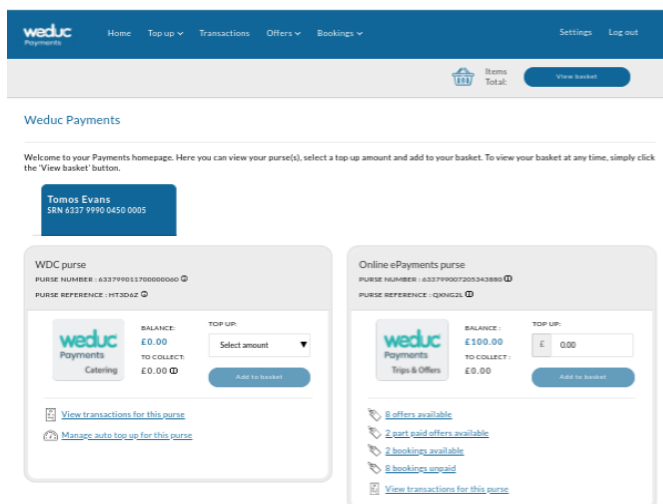 weduc
Payments
Home Top up Transactions Offers Bookings Settings Log out
Items
Total:
View basket
Weduc Payments
Welcome to your Payments homepage. Here you can view your purse(s), select a top up amount and add to your basket. To view your basket at any time, simply click
the 'View basket' button.
Tomos Evans
SRN 6337 9990 0450 0005
WDC purse
PURSE NUMBER : 633799011700000060
PURSE REFERENCE : HT3D6Z
weduc
Payments
Catering
BALANCE:
£0.00
TO COLLECT:
£0.00
TOP UP:
Select amount
Add to basket
View transactions for this purse
Manage auto top up for this purse
Online ePayments purse
PURSE NUMBER : 633799007205343880
PURSE REFERENCE : QXNG2L
weduc
Payments
Trips & Offers
BALANCE :
£100.00
TO COLLECT :
£0.00
TOP UP:
£ 0.00
Add to basket
8 offers available
2 part paid offers available
2 bookings available
8 bookings unpaid
View transactions for this purse